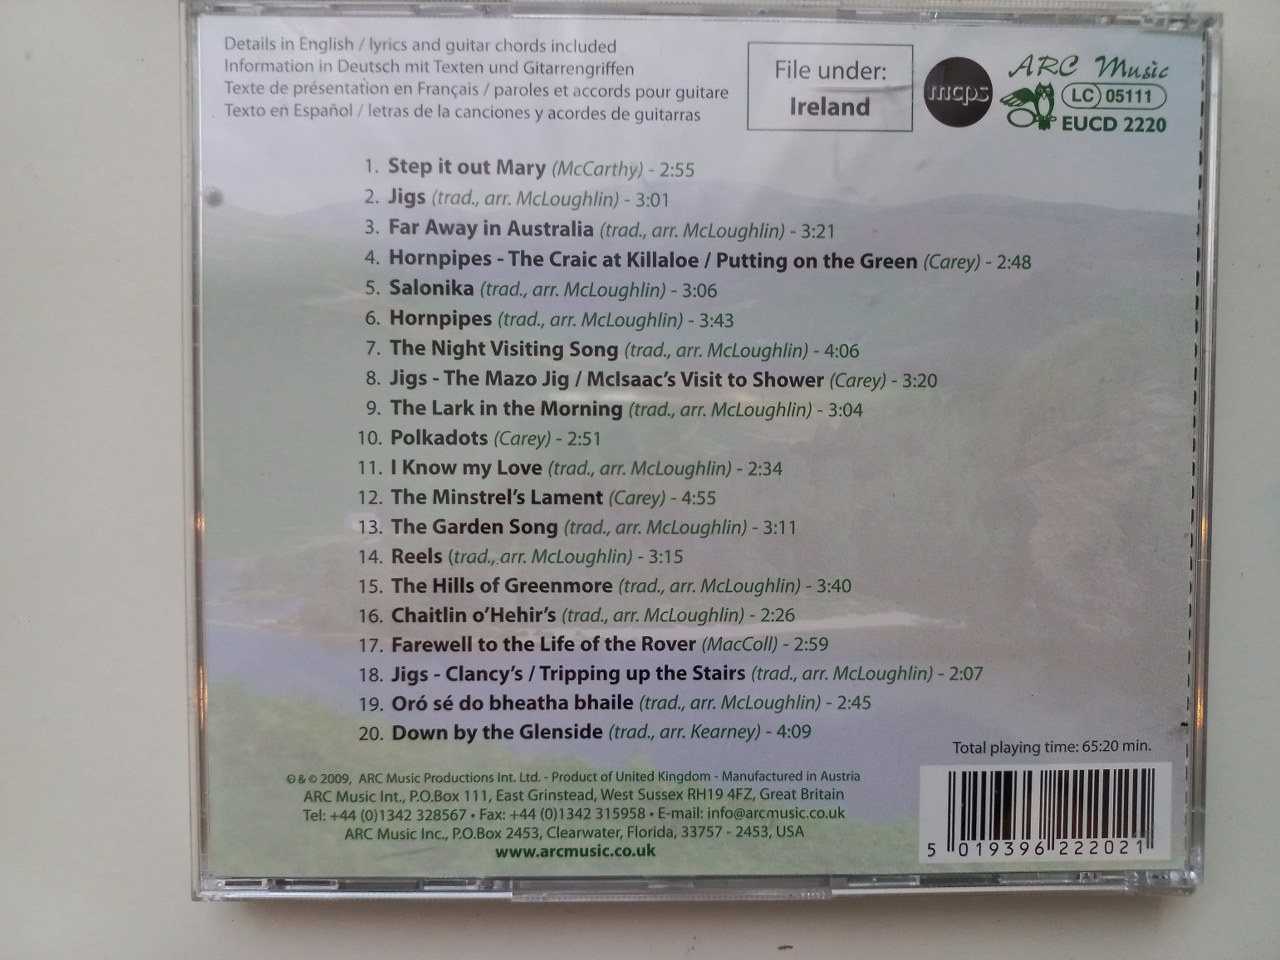 Details in English / lyrics and guitar chords included
Information in Deutsch mit Texten und Gitarrengriffen
Texte de présentation en Français / paroles et accords pour guitare
Texto en Español / letras de la canciones y acordes de guitarras
File under:
Ireland
mcps
ARC Music
LC 05111
EUCD 2220
1. Step it out Mary (McCarthy) - 2:55
2. Jigs (trad., arr. McLoughlin) - 3:01
3. Far Away in Australia (trad., arr. McLoughlin) - 3:21
4. Hornpipes - The Craic at Killaloe / Putting on the Green (Carey) - 2:48
5. Salonika (trad., arr. McLoughlin) - 3:06
6. Hornpipes (trad., arr. McLoughlin) - 3:43
7. The Night Visiting Song (trad., arr. McLoughlin) - 4:06
8. Jigs - The Mazo Jig / McIsaac's Visit to Shower (Carey) - 3:20
9. The Lark in the Morning (trad., arr. McLoughlin) - 3:04
10. Polkadots (Carey) - 2:51
11. I Know my Love (trad., arr. McLoughlin) - 2:34
12. The Minstrel's Lament (Carey) - 4:55
13. The Garden Song (trad., arr. McLoughlin) - 3:11
14. Reels (trad., arr. McLoughlin) - 3:15
15. The Hills of Greenmore (trad., arr. McLoughlin) - 3:40
16. Chaitlin o'Hehir's (trad., arr. McLoughlin) - 2:26
17. Farewell to the Life of the Rover (MacColl) - 2:59
18. Jigs - Clancy's / Tripping up the Stairs (trad., arr. McLoughlin) - 2:07
19. Oró sé do bheatha bhaile (trad., arr. McLoughlin) - 2:45
20. Down by the Glenside (trad., arr. Kearney) - 4:09
Total playing time: 65:20 min.
℗ & © 2009, ARC Music Productions Int. Ltd. - Product of United Kingdom - Manufactured in Austria
ARC Music Int., P.O.Box 111, East Grinstead, West Sussex RH19 4FZ, Great Britain
Tel: +44 (0)1342 328567 • Fax: +44 (0)1342 315958 • E-mail: info@arcmusic.co.uk
ARC Music Inc., P.O.Box 2453, Clearwater, Florida, 33757 - 2453, USA
www.arcmusic.co.uk
5 019396 222021